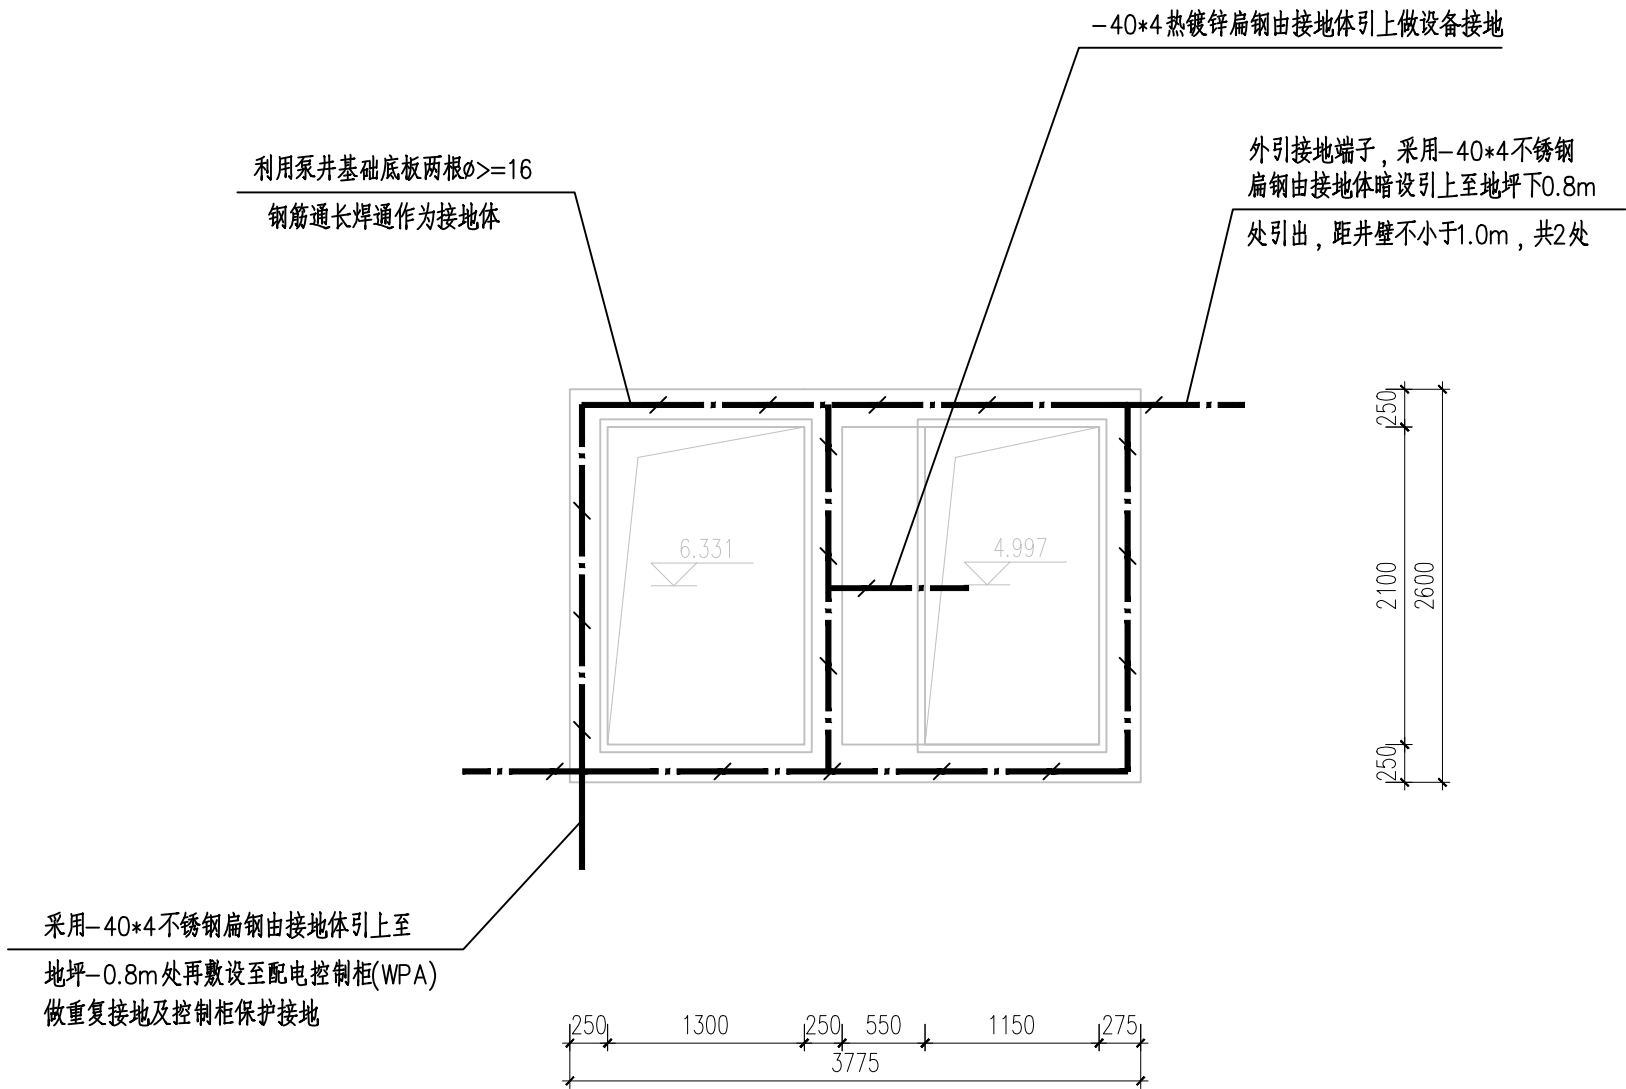 -40*4热镀锌扁钢由接地体引上做设备接地
外引接地端子，采用-40*4不锈钢
扁钢由接地体暗设引上至地坪下0.8m
处引出，距井壁不小于1.0m，共2处
利用泵井基础底板两根ø>=16
钢筋通长焊通作为接地体
6.331
4.997
250
2100
2600
250
采用-40*4不锈钢扁钢由接地体引上至
地坪-0.8m处再敷设至配电控制柜(WPA)
做重复接地及控制柜保护接地
250 1300 250 550 1150 275
3775